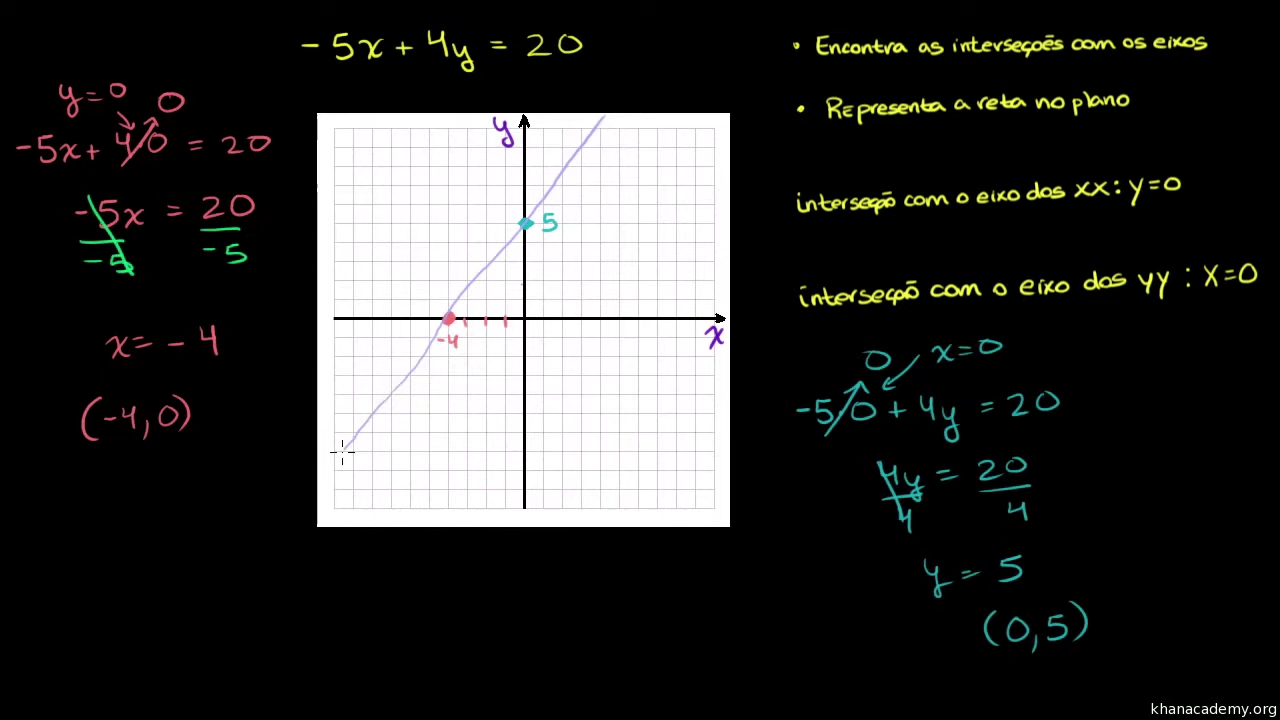 -5x + 4y = 20
• Encontra as interseções com os eixos
• Representa a reta no plano
y=0
0
-5x + 4·0 = 20
-5x = 20
-5 -5
x = -4
(-4,0)
y
5
-4
x
interseção com o eixo dos xx: y=0
interseção com o eixo dos yy: x=0
0 x=0
-5·0 + 4y = 20
4y = 20
4 4
y = 5
(0,5)
khanacademy.org